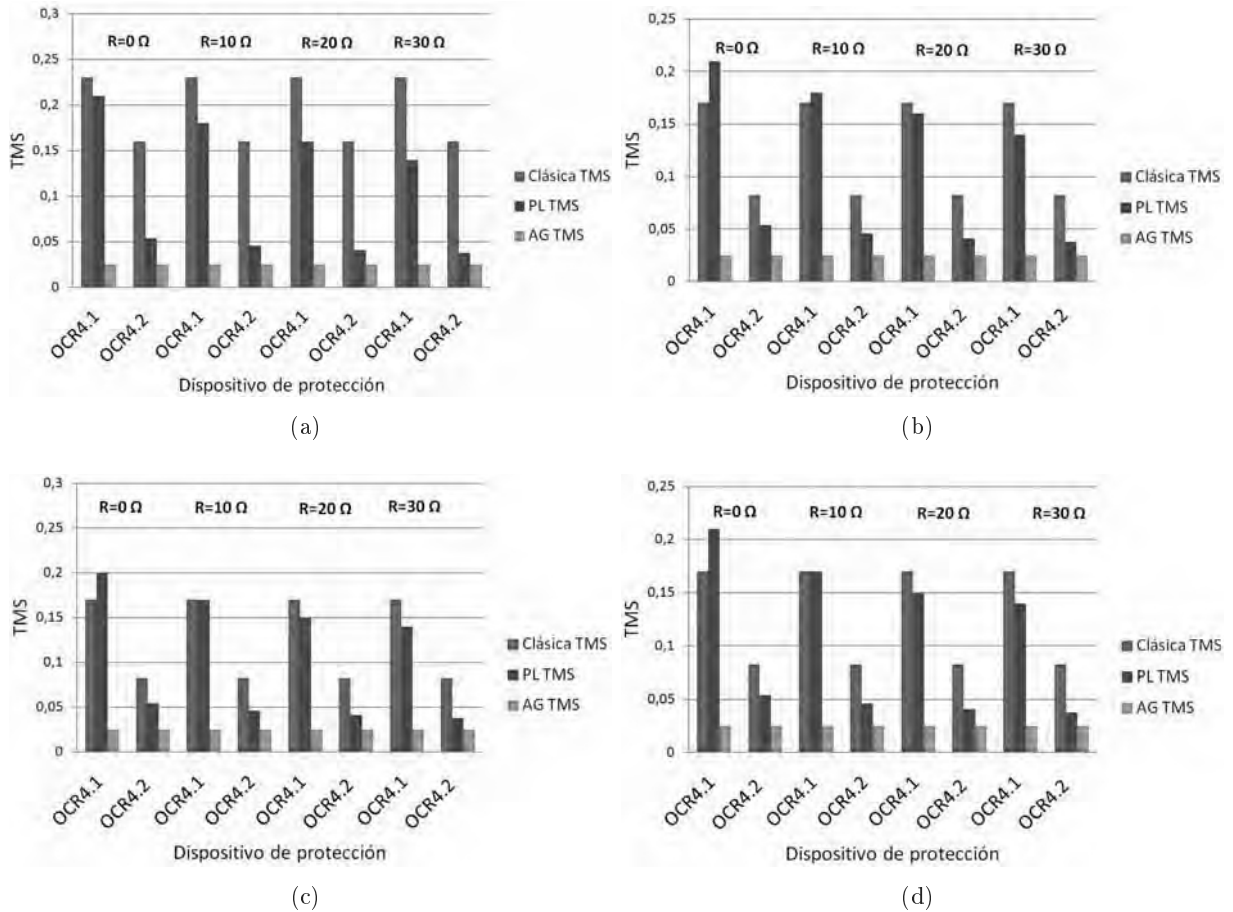 0,3
0,25
0,2
0,15
0,1
0,05
0
TMS
R=0 Ω R=10 Ω R=20 Ω R=30 Ω
OCR4.1 OCR4.2 OCR4.1 OCR4.2 OCR4.1 OCR4.2 OCR4.1 OCR4.2
Dispositivo de protección
Clásica TMS
PL TMS
AG TMS
(a)
0,25
0,2
0,15
0,1
0,05
0
TMS
R=0 Ω R=10 Ω R=20 Ω R=30 Ω
OCR4.1 OCR4.2 OCR4.1 OCR4.2 OCR4.1 OCR4.2 OCR4.1 OCR4.2
Dispositivo de protección
Clásica TMS
PL TMS
AG TMS
(b)
0,3
0,25
0,2
0,15
0,1
0,05
0
TMS
R=0 Ω R=10 Ω R=20 Ω R=30 Ω
OCR4.1 OCR4.2 OCR4.1 OCR4.2 OCR4.1 OCR4.2 OCR4.1 OCR4.2
Dispositivo de protección
Clásica TMS
PL TMS
AG TMS
(c)
0,25
0,2
0,15
0,1
0,05
0
TMS
R=0 Ω R=10 Ω R=20 Ω R=30 Ω
OCR4.1 OCR4.2 OCR4.1 OCR4.2 OCR4.1 OCR4.2 OCR4.1 OCR4.2
Dispositivo de protección
Clásica TMS
PL TMS
AG TMS
(d)